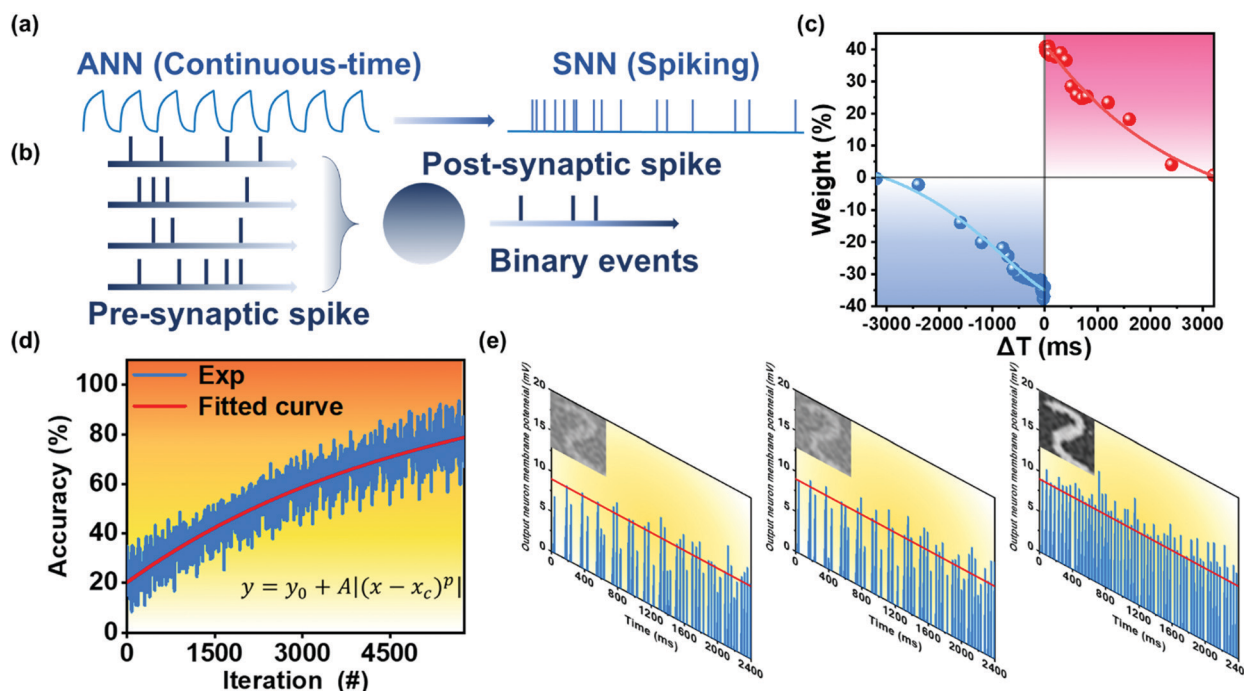 (a)
ANN (Continuous-time)
SNN (Spiking)
(b)
Post-synaptic spike
Binary events
Pre-synaptic spike
(c)
Weight (%)
40
30
20
10
0
-10
-20
-30
-40
-3000 -2000 -1000 0 1000 2000 3000
ΔT (ms)
(d)
Accuracy (%)
100
80
60
40
20
0
Exp
Fitted curve
y = y₀ + A|(x − x_c)^p|
0 1500 3000 4500
Iteration (#)
(e)
Output neuron membrane poteneial (mV)
20
15
10
5
0
0 400 800 1200 1600 2000 2400
Time (ms)
Output neuron membrane poteneial (mV)
20
15
10
5
0
0 400 800 1200 1600 2000 2400
Time (ms)
Output neuron membrane poteneial (mV)
20
15
10
5
0
0 400 800 1200 1600 2000 2400
Time (ms)